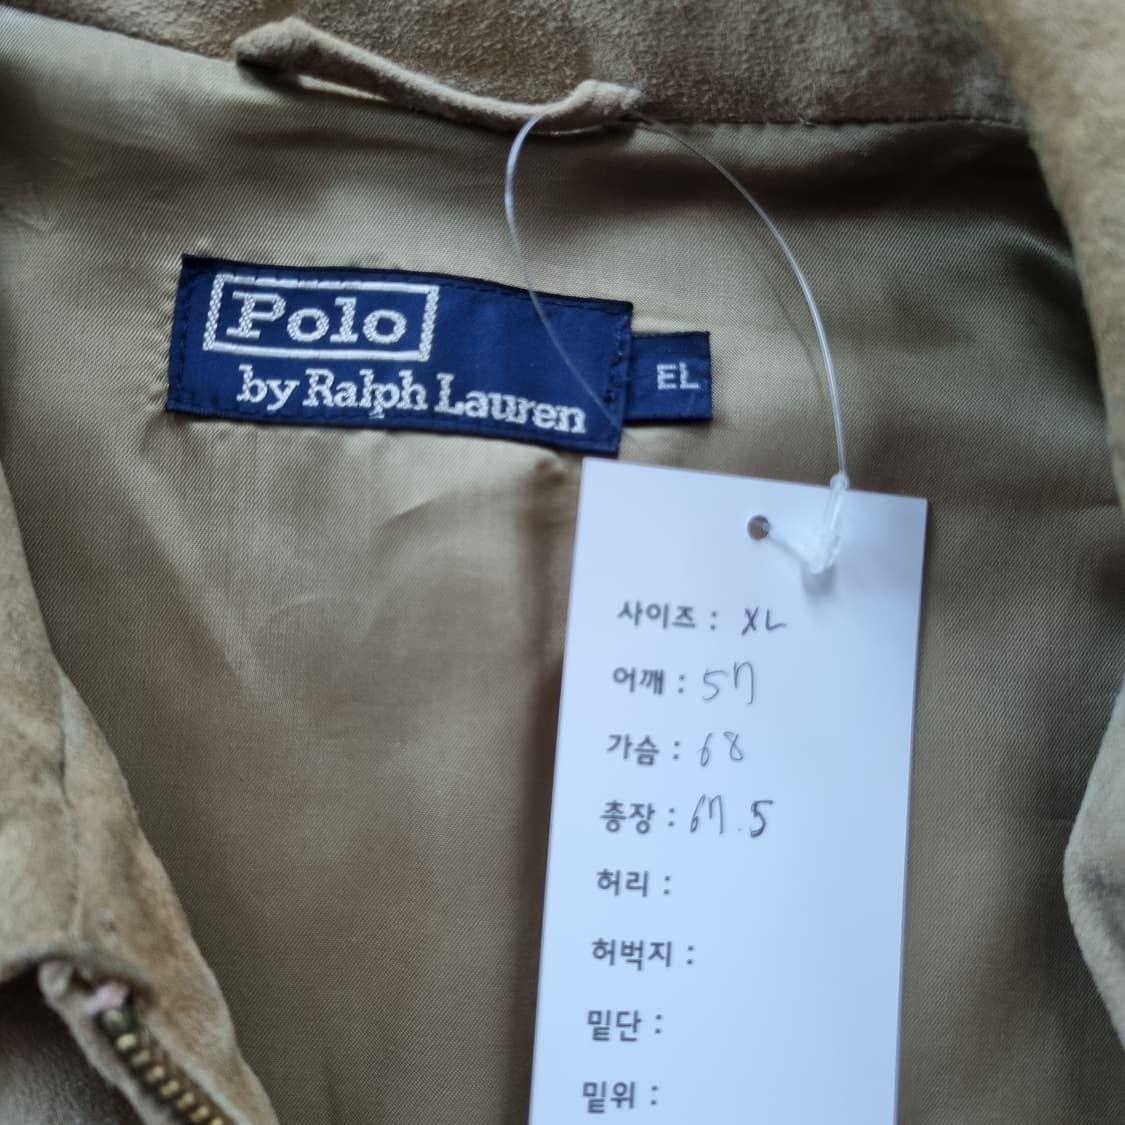 Polo
by Ralph Lauren
EL
사이즈 : XL
어깨 : 57
가슴 : 68
총장 : 67.5
허리 :
허벅지 :
밑단 :
밑위 :